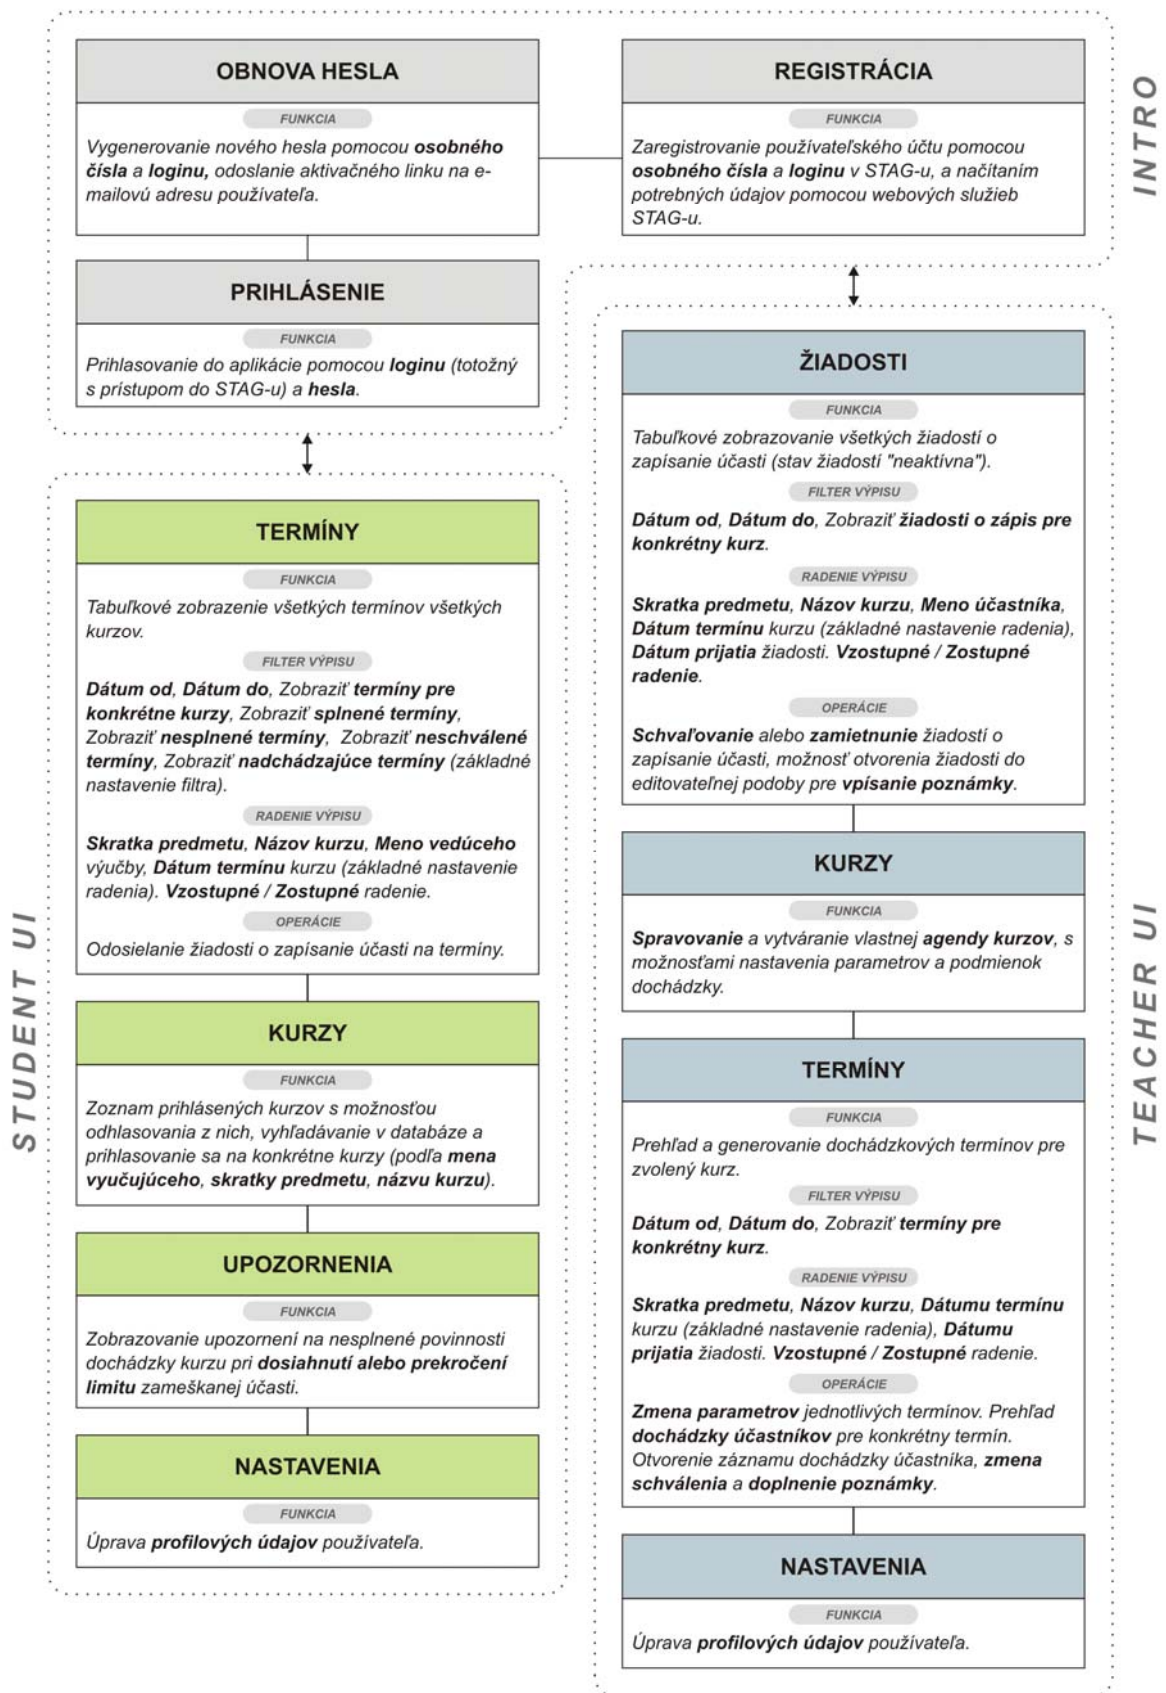 OBNOVA HESLA
FUNKCIA
Vygenerovanie nového hesla pomocou osobného
čísla a loginu, odoslanie aktivačného linku na e-
mailovú adresu používateľa.
REGISTRÁCIA
FUNKCIA
Zaregistrovanie používateľského účtu pomocou
osobného čísla a loginu v STAG-u, a načítaním
potrebných údajov pomocou webových služieb
STAG-u.
INTRO
PRIHLÁSENIE
FUNKCIA
Prihlasovanie do aplikácie pomocou loginu (totožný
s prístupom do STAG-u) a hesla.
STUDENT UI
TERMÍNY
FUNKCIA
Tabuľkové zobrazenie všetkých termínov všetkých
kurzov.
FILTER VÝPISU
Dátum od, Dátum do, Zobraziť termíny pre
konkrétne kurzy, Zobraziť splnené termíny,
Zobraziť nesplnené termíny, Zobraziť neschválené
termíny, Zobraziť nadchádzajúce termíny (základné
nastavenie filtra).
RADENIE VÝPISU
Skratka predmetu, Názov kurzu, Meno vedúceho
výučby, Dátum termínu kurzu (základné nastavenie
radenia). Vzostupné / Zostupné radenie.
OPERÁCIE
Odosielanie žiadosti o zapísanie účasti na termíny.
KURZY
FUNKCIA
Zoznam prihlásených kurzov s možnosťou
odhlasovania z nich, vyhľadávanie v databáze a
prihlasovanie sa na konkrétne kurzy (podľa mena
vyučujúceho, skratky predmetu, názvu kurzu).
UPOZORNENIA
FUNKCIA
Zobrazovanie upozornení na nesplnené povinnosti
dochádzky kurzu pri dosiahnutí alebo prekročení
limitu zameškanej účasti.
NASTAVENIA
FUNKCIA
Úprava profilových údajov používateľa.
TEACHER UI
ŽIADOSTI
FUNKCIA
Tabuľkové zobrazovanie všetkých žiadostí o
zapísanie účasti (stav žiadostí "neaktívna").
FILTER VÝPISU
Dátum od, Dátum do, Zobraziť žiadosti o zápis pre
konkrétny kurz.
RADENIE VÝPISU
Skratka predmetu, Názov kurzu, Meno účastníka,
Dátum termínu kurzu (základné nastavenie radenia),
Dátum prijatia žiadosti. Vzostupné / Zostupné
radenie.
OPERÁCIE
Schvaľovanie alebo zamietnunie žiadostí o
zapísanie účasti, možnosť otvorenia žiadosti do
editovateľnej podoby pre vpísanie poznámky.
KURZY
FUNKCIA
Spravovanie a vytváranie vlastnej agendy kurzov, s
možnosťami nastavenia parametrov a podmienok
dochádzky.
TERMÍNY
FUNKCIA
Prehľad a generovanie dochádzkových termínov pre
zvolený kurz.
FILTER VÝPISU
Dátum od, Dátum do, Zobraziť termíny pre
konkrétny kurz.
RADENIE VÝPISU
Skratka predmetu, Názov kurzu, Dátumu termínu
kurzu (základné nastavenie radenia), Dátumu
prijatia žiadosti. Vzostupné / Zostupné radenie.
OPERÁCIE
Zmena parametrov jednotlivých termínov. Prehľad
dochádzky účastníkov pre konkrétny termín.
Otvorenie záznamu dochádzky účastníka, zmena
schválenia a doplnenie poznámky.
NASTAVENIA
FUNKCIA
Úprava profilových údajov používateľa.